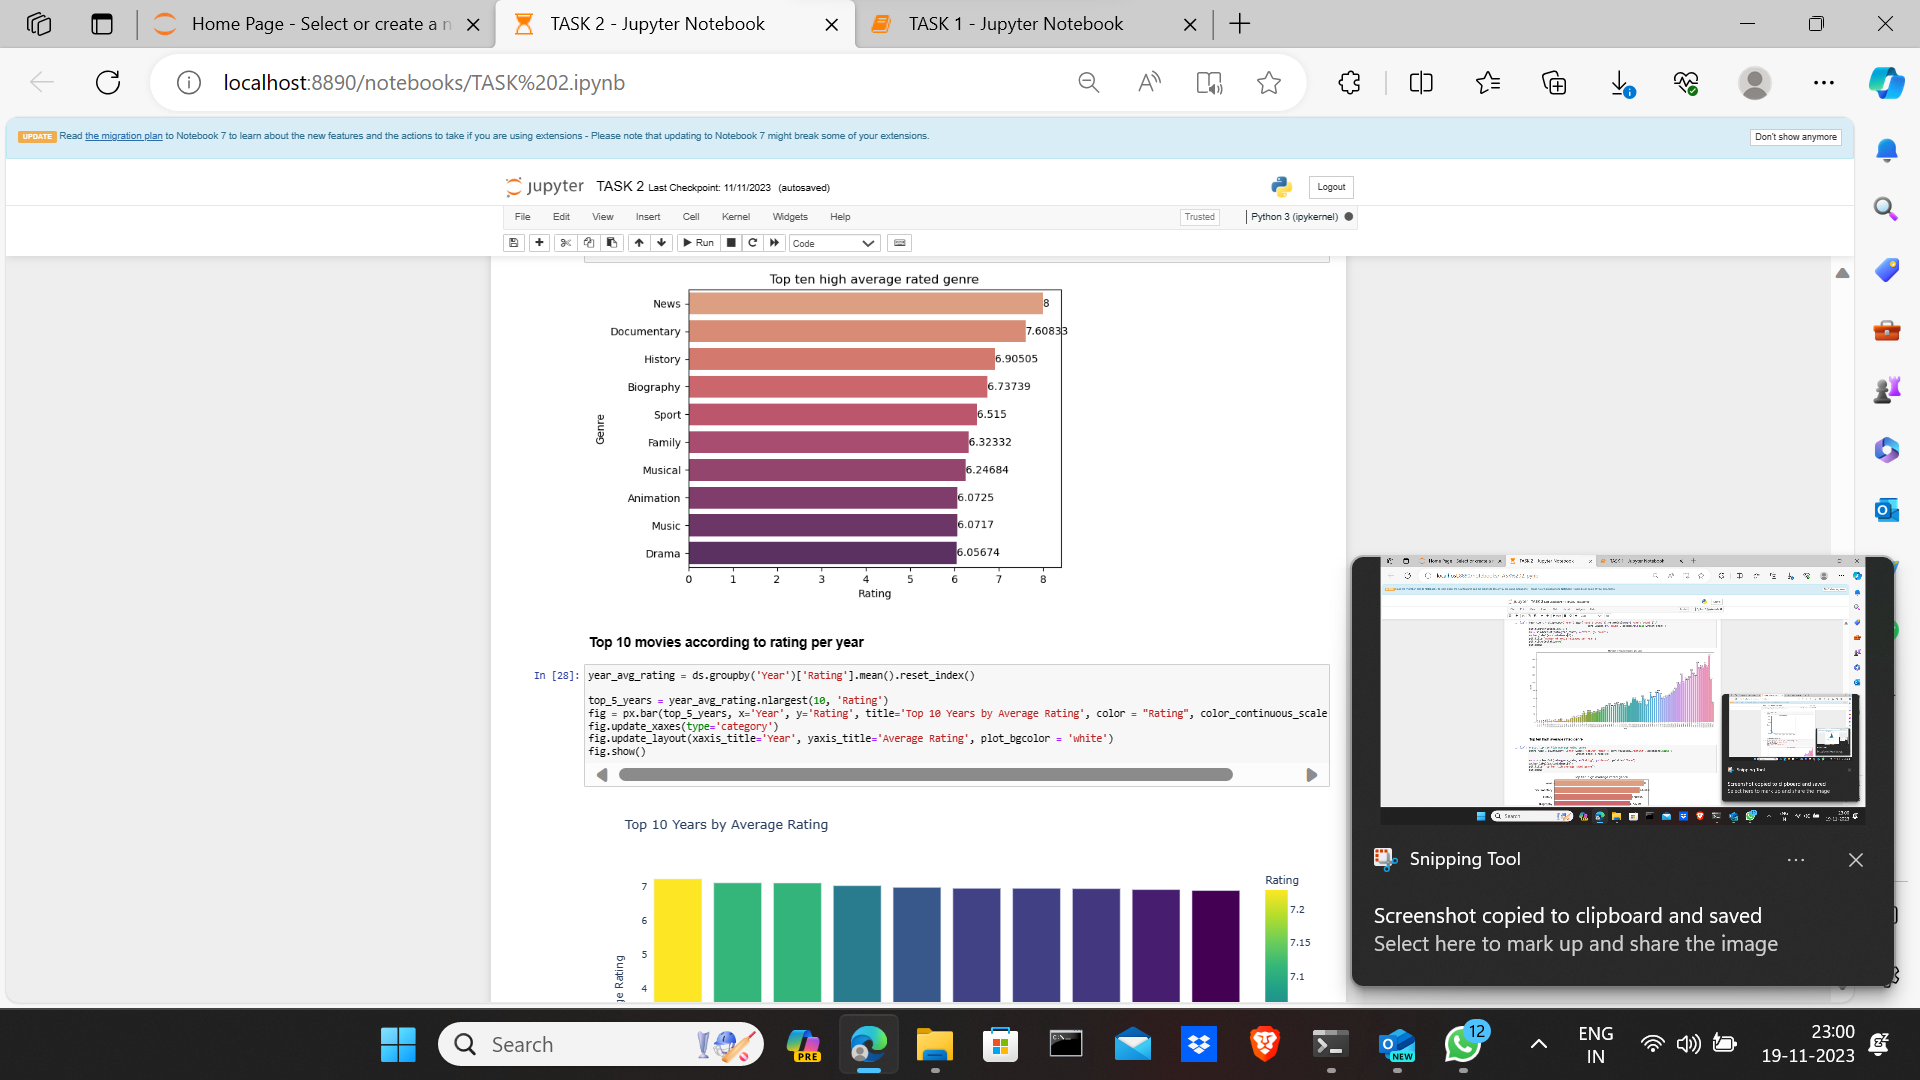 Home Page - Select or create a n
TASK 2 - Jupyter Notebook
TASK 1 - Jupyter Notebook
localhost:8890/notebooks/TASK%202.ipynb
UPDATE Read the migration plan to Notebook 7 to learn about the new features and the actions to take if you are using extensions - Please note that updating to Notebook 7 might break some of your extensions.
Don't show anymore
jupyter TASK 2 Last Checkpoint: 11/11/2023 (autosaved)
Logout
File Edit View Insert Cell Kernel Widgets Help
Trusted
Python 3 (ipykernel)
Run
Code
Top ten high average rated genre
News 8
Documentary 7.60833
History 6.90505
Biography 6.73739
Sport 6.515
Family 6.32332
Musical 6.24684
Animation 6.0725
Music 6.0717
Drama 6.05674
Genre
0 1 2 3 4 5 6 7 8
Rating
Top 10 movies according to rating per year
In [28]:
year_avg_rating = ds.groupby('Year')['Rating'].mean().reset_index()
top_5_years = year_avg_rating.nlargest(10, 'Rating')
fig = px.bar(top_5_years, x='Year', y='Rating', title='Top 10 Years by Average Rating', color = "Rating", color_continuous_scale
fig.update_xaxes(type='category')
fig.update_layout(xaxis_title='Year', yaxis_title='Average Rating', plot_bgcolor = 'white')
fig.show()
Top 10 Years by Average Rating
7
6
5
4
ge Rating
Rating
7.2
7.15
7.1
Snipping Tool
Screenshot copied to clipboard and saved
Select here to mark up and share the image
Search
PRE
NEW
12
ENG
IN
23:00
19-11-2023